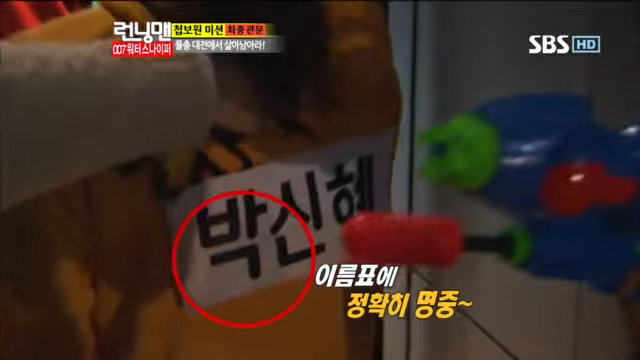 런닝맨
007 워터 스나이퍼
첩보원 미션 최종 관문
물총 대전에서 살아남아라!
SBS HD
박신혜
이름표에
정확히 명중~